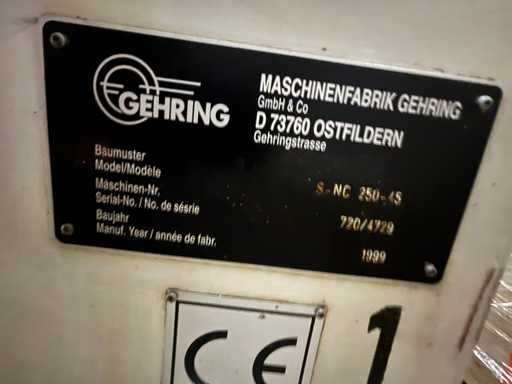 GEHRING
MASCHINENFABRIK GEHRING
GmbH & Co
D 73760 OSTFILDERN
Gehringstrasse
Baumuster
Model/Modèle
S-NC 250-45
Maschinen-Nr.
Serial-No. / No. de sésrie
720/4729
Baujahr
Manuf. Year / année de fabr.
1999
CE
1